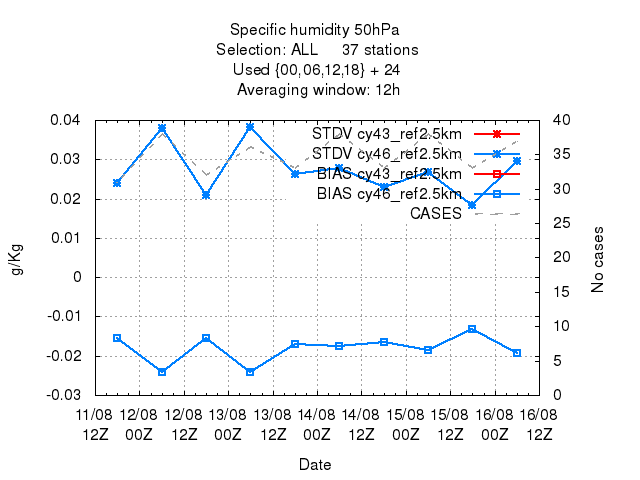 Specific humidity 50hPa
Selection: ALL 37 stations
Used {00,06,12,18} + 24
Averaging window: 12h
0.04
0.03
0.02
0.01
0
-0.01
-0.02
-0.03
g/Kg
STDV cy43_ref2.5km
STDV cy46_ref2.5km
BIAS cy43_ref2.5km
BIAS cy46_ref2.5km
CASES
40
35
30
25
20
15
10
5
0
No cases
11/08 12/08 12/08 13/08 13/08 14/08 14/08 15/08 15/08 16/08 16/08
12Z 00Z 12Z 00Z 12Z 00Z 12Z 00Z 12Z 00Z 12Z
Date